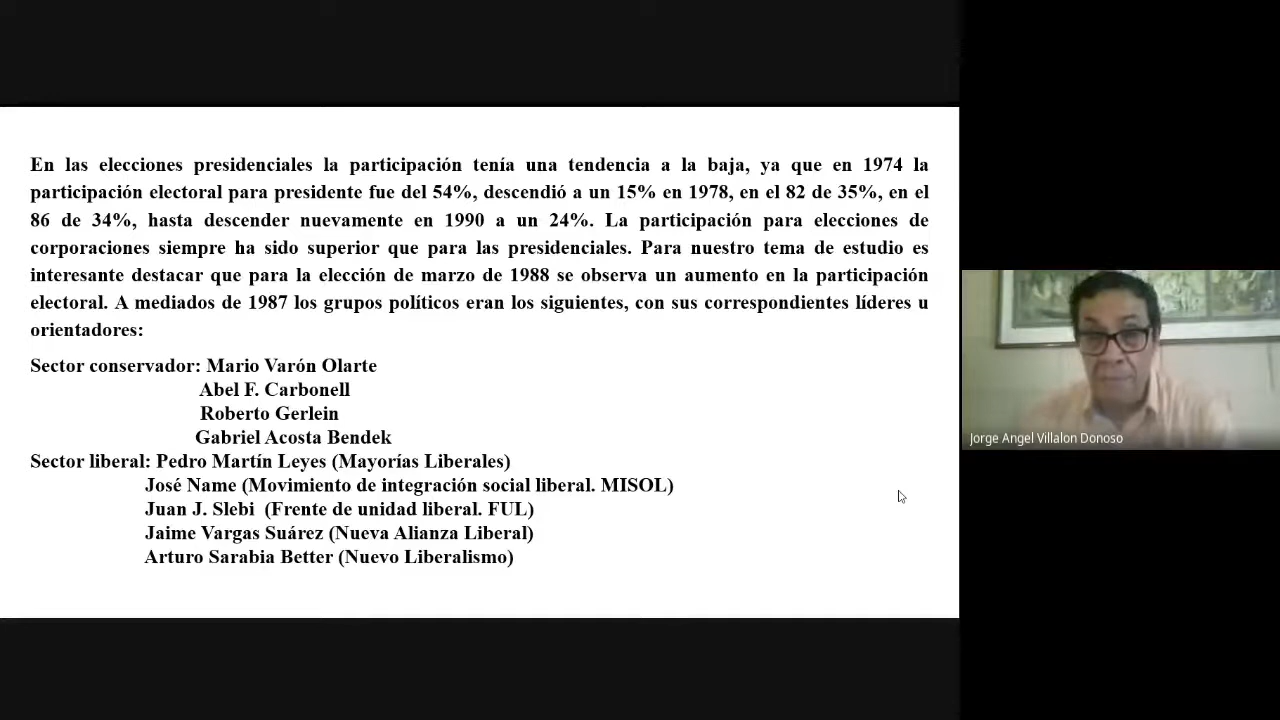 En las elecciones presidenciales la participación tenía una tendencia a la baja, ya que en 1974 la
participación electoral para presidente fue del 54%, descendió a un 15% en 1978, en el 82 de 35%, en el
86 de 34%, hasta descender nuevamente en 1990 a un 24%. La participación para elecciones de
corporaciones siempre ha sido superior que para las presidenciales. Para nuestro tema de estudio es
interesante destacar que para la elección de marzo de 1988 se observa un aumento en la participación
electoral. A mediados de 1987 los grupos políticos eran los siguientes, con sus correspondientes líderes u
orientadores:
Sector conservador: Mario Varón Olarte
Abel F. Carbonell
Roberto Gerlein
Gabriel Acosta Bendek
Sector liberal: Pedro Martín Leyes (Mayorías Liberales)
José Name (Movimiento de integración social liberal. MISOL)
Juan J. Slebi (Frente de unidad liberal. FUL)
Jaime Vargas Suárez (Nueva Alianza Liberal)
Arturo Sarabia Better (Nuevo Liberalismo)
Jorge Angel Villalon Donoso